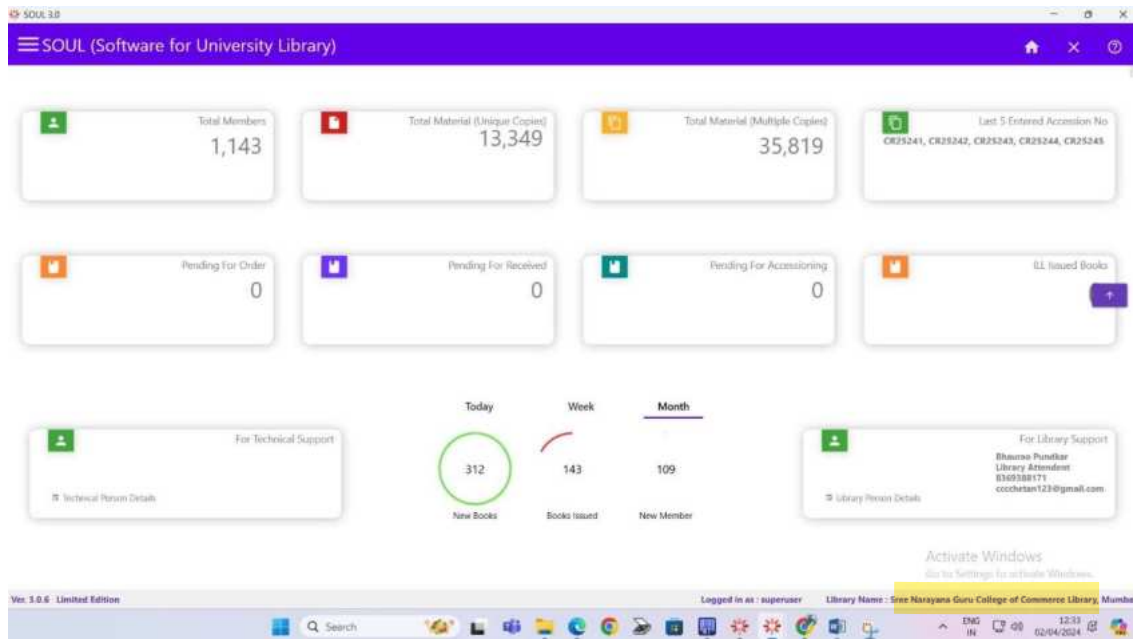 SOUL 3.0
SOUL (Software for University Library)
Total Members
1,143
Total Material (Unique Copies)
13,349
Total Material (Multiple Copies)
35,819
Last 5 Entered Accession No
CR25241, CR25242, CR25243, CR25244, CR25245
Pending For Order
0
Pending For Received
0
Pending For Accessioning
0
ILL Issued Books
Today Week Month
312 143 109
New Books Books Issued New Member
For Technical Support
Technical Person Details
For Library Support
Bhaurao Pundkar
Library Attendent
8369388171
cccchetan123@gmail.com
Library Person Details
Activate Windows
Go to Settings to activate Windows.
Ver. 3.0.6 Limited Edition
Logged in as : superuser
Library Name : Sree Narayana Guru College of Commerce Library, Mumba
Search
ENG
IN
12:33
02/04/2024